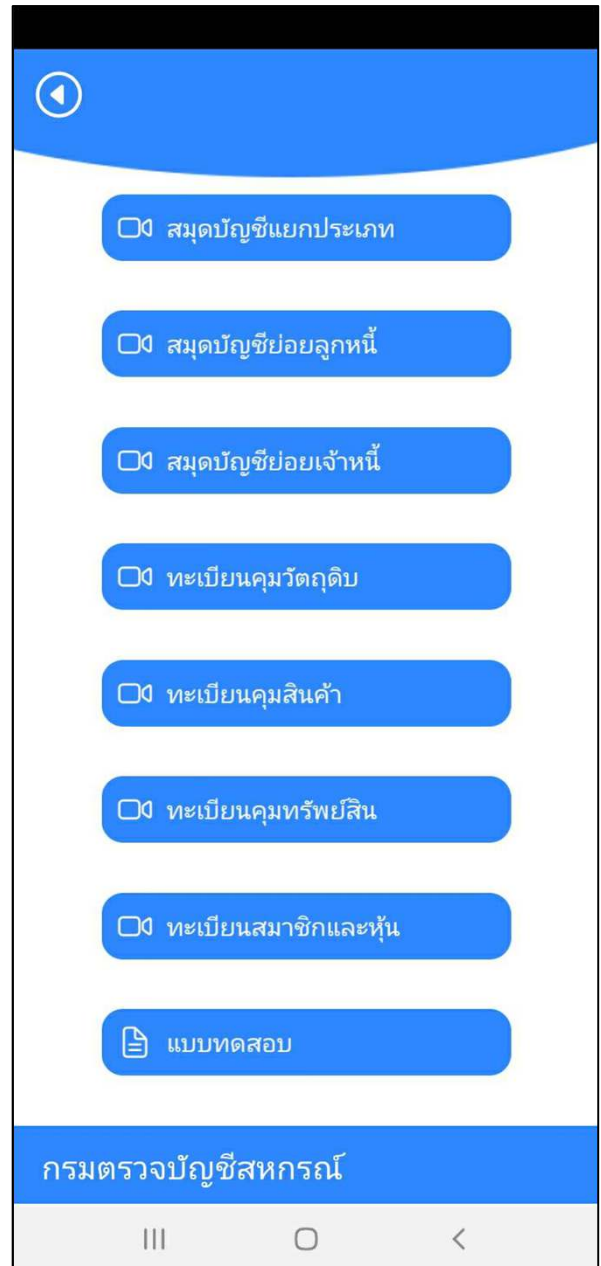 สมุดบัญชีแยกประเภท
สมุดบัญชีย่อยลูกหนี้
สมุดบัญชีย่อยเจ้าหนี้
ทะเบียนคุมวัตถุดิบ
ทะเบียนคุมสินค้า
ทะเบียนคุมทรัพย์สิน
ทะเบียนสมาชิกและหุ้น
แบบทดสอบ
กรมตรวจบัญชีสหกรณ์